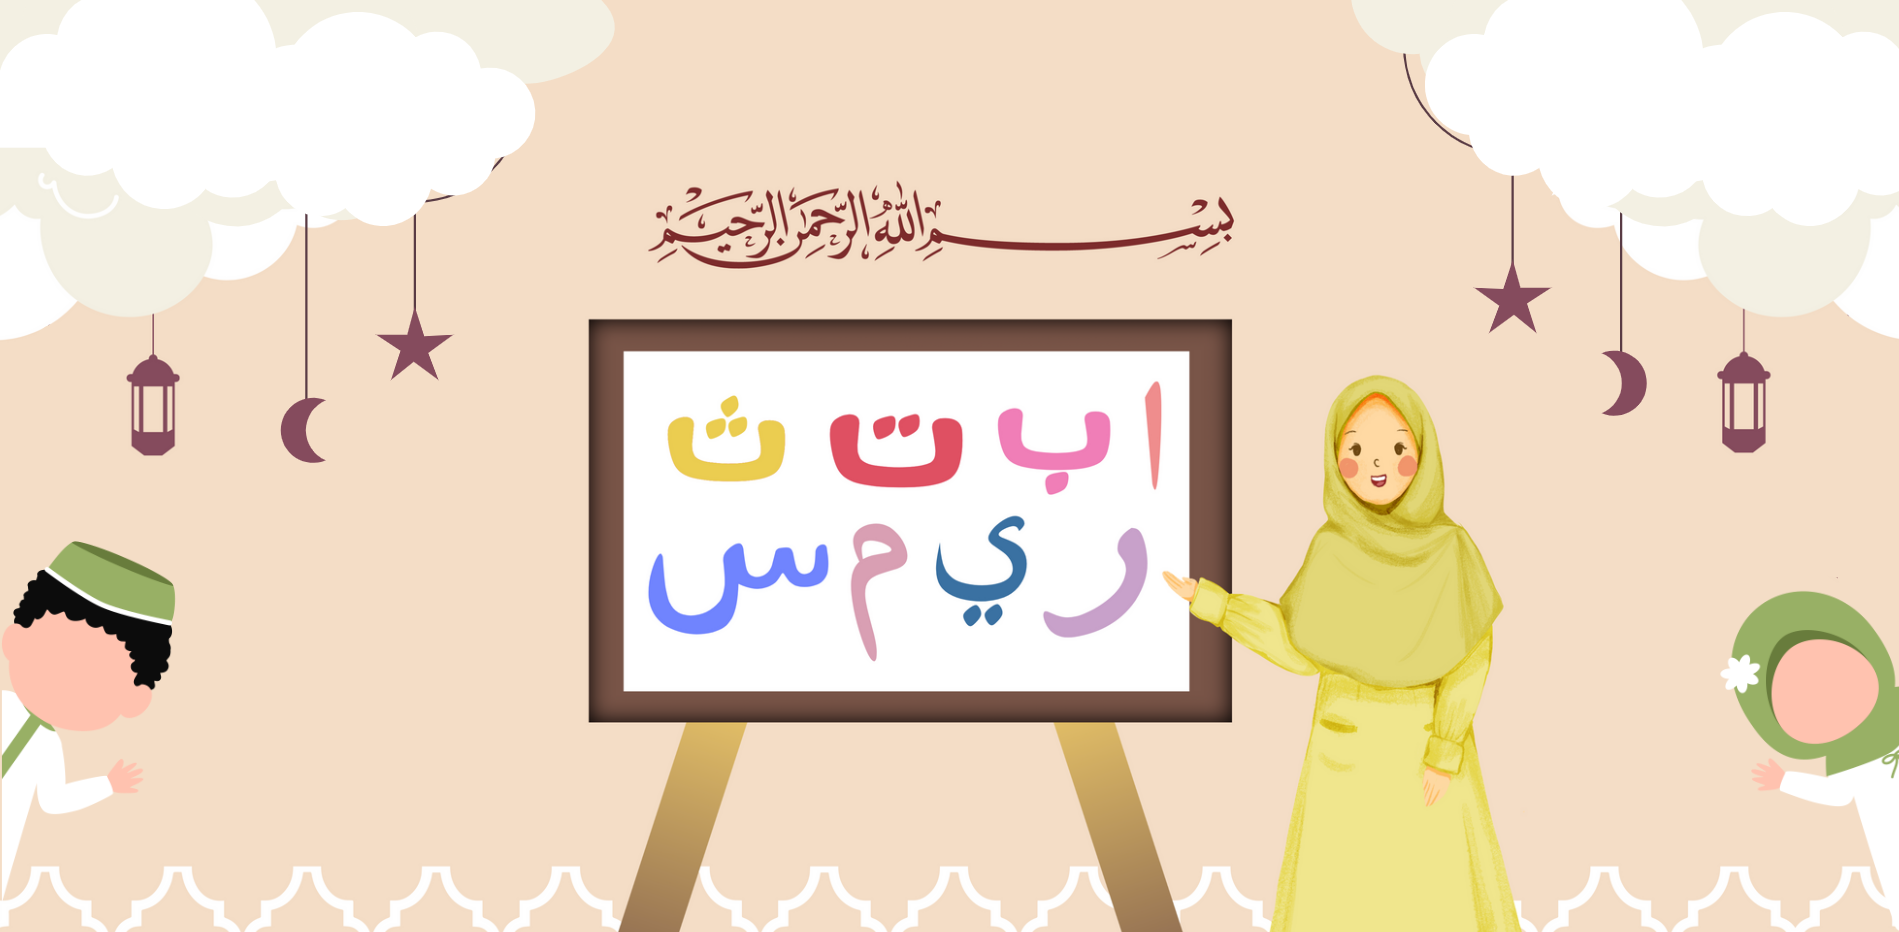 بسم الله الرحمن الرحيم
ا ب ت ث
ر ي م س